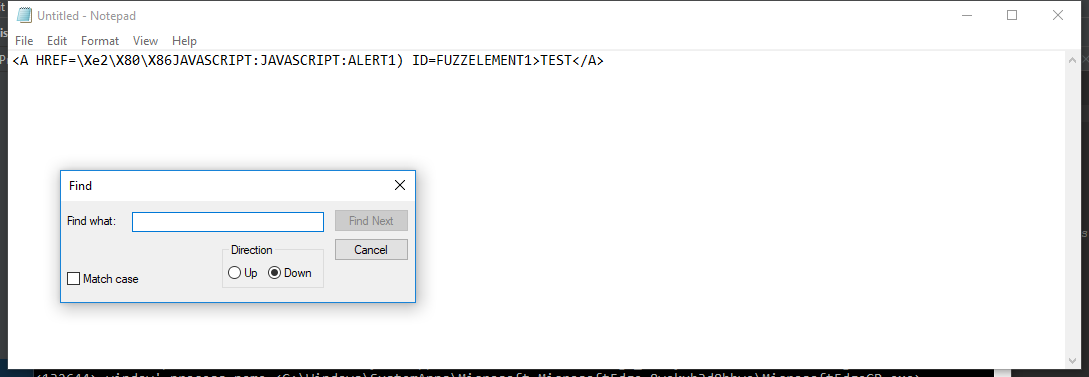 Untitled - Notepad
File Edit Format View Help
<A HREF=\Xe2\X80\X86JAVASCRIPT:JAVASCRIPT:ALERT1) ID=FUZZELEMENT1>TEST</A>
Find
Find what:
Find Next
Direction
Cancel
Up Down
Match case